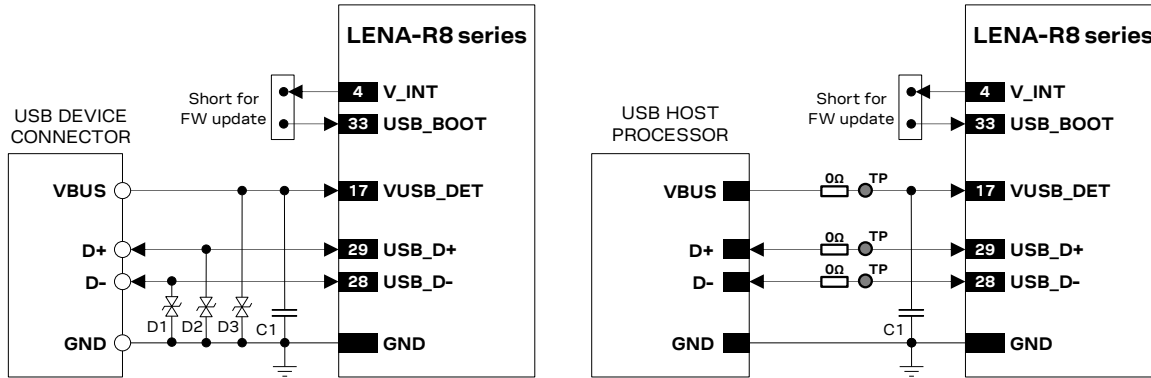 LENA-R8 series
4 V_INT
Short for
FW update
33 USB_BOOT
USB DEVICE
CONNECTOR
VBUS
17 VUSB_DET
D+
29 USB_D+
D-
28 USB_D-
D1 D2 D3 C1
GND
GND
LENA-R8 series
4 V_INT
Short for
FW update
33 USB_BOOT
USB HOST
PROCESSOR
0Ω TP
VBUS
17 VUSB_DET
0Ω TP
D+
29 USB_D+
0Ω TP
D-
28 USB_D-
C1
GND
GND